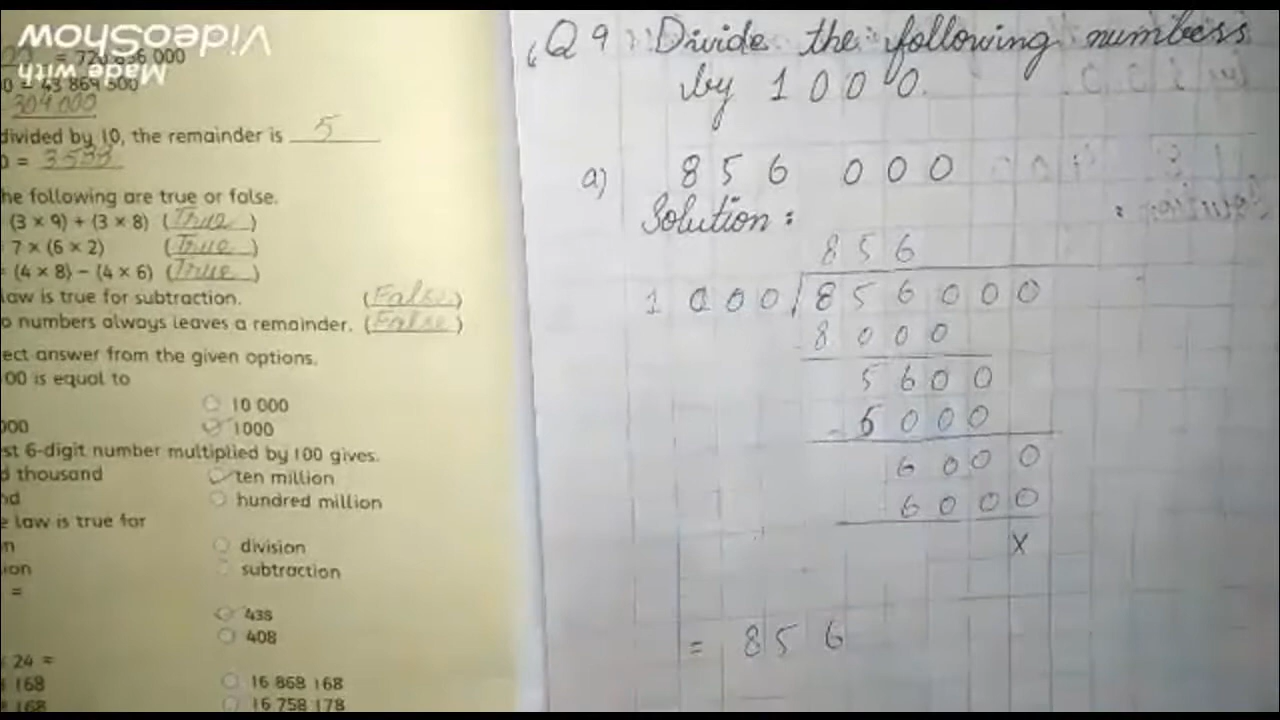 VideoShow
Made with
= 720 836 000
0 = 43 869 500
304 000
divided by 10, the remainder is 5
0 = 3599
he following are true or false.
(3 × 9) + (3 × 8) (True)
7 × (6 × 2) (True)
= (4 × 8) − (4 × 6) (True)
law is true for subtraction. (False)
o numbers always leaves a remainder. (False)
ect answer from the given options.
00 is equal to
10 000
000 1000
st 6-digit number multiplied by 100 gives.
d thousand ten million
nd hundred million
e law is true for
n division
ion subtraction
=
438
408
24 =
168 16 868 168
168 16 758 178
Q 9 : Divide the following numbers
by 1 0 0 0.
a) 8 5 6 0 0 0
Solution :
8 5 6
1 0 0 0 ) 8 5 6 0 0 0
8 0 0 0
5 6 0 0
- 5 0 0 0
6 0 0 0
6 0 0 0
x
= 8 5 6